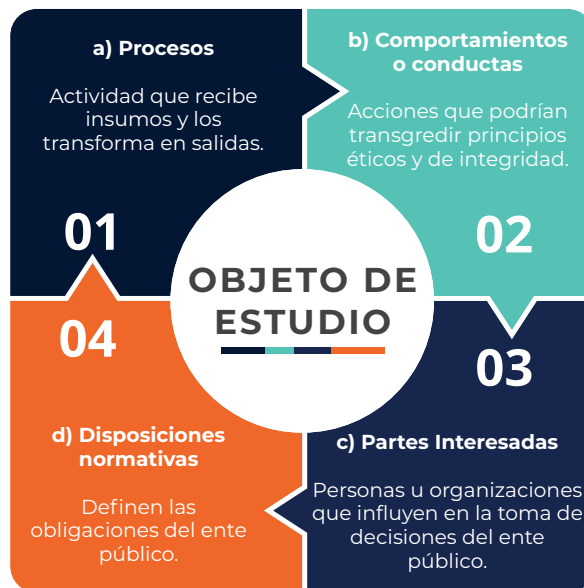 a) Procesos
Actividad que recibe
insumos y los
transforma en salidas.
01
b) Comportamientos
o conductas
Acciones que podrían
transgredir principios
éticos y de integridad.
02
OBJETO DE
ESTUDIO
03
c) Partes Interesadas
Personas u organizaciones
que influyen en la toma de
decisiones del ente
público.
04
d) Disposiciones
normativas
Definen las
obligaciones del ente
público.